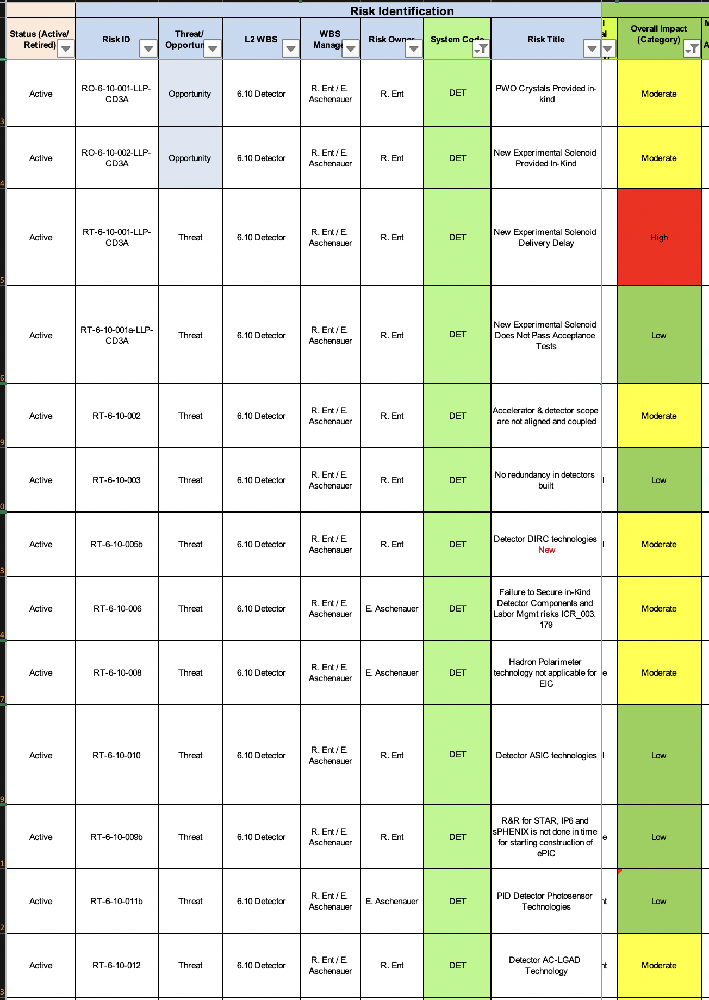 Risk Identification
Status (Active/
Retired)
Risk ID
Threat/
Opportun
L2 WBS
WBS
Manage
Risk Owner
System Code
Risk Title
Overall Impact
(Category)
Active
RO-6-10-001-LLP-
CD3A
Opportunity
6.10 Detector
R. Ent / E.
Aschenauer
R. Ent
DET
PWO Crystals Provided in-
kind
Moderate
3
Active
RO-6-10-002-LLP-
CD3A
Opportunity
6.10 Detector
R. Ent / E.
Aschenauer
R. Ent
DET
New Experimental Solenoid
Provided In-Kind
Moderate
4
Active
RT-6-10-001-LLP-
CD3A
Threat
6.10 Detector
R. Ent / E.
Aschenauer
R. Ent
DET
New Experimental Solenoid
Delivery Delay
High
5
Active
RT-6-10-001a-LLP-
CD3A
Threat
6.10 Detector
R. Ent / E.
Aschenauer
R. Ent
DET
New Experimental Solenoid
Does Not Pass Acceptance
Tests
Low
6
Active
RT-6-10-002
Threat
6.10 Detector
R. Ent / E.
Aschenauer
R. Ent
DET
Accelerator & detector scope
are not aligned and coupled
Moderate
9
Active
RT-6-10-003
Threat
6.10 Detector
R. Ent / E.
Aschenauer
R. Ent
DET
No redundancy in detectors
built
Low
0
Active
RT-6-10-005b
Threat
6.10 Detector
R. Ent / E.
Aschenauer
R. Ent
DET
Detector DIRC technologies
New
Moderate
3
Active
RT-6-10-006
Threat
6.10 Detector
R. Ent / E.
Aschenauer
E. Aschenauer
DET
Failure to Secure in-Kind
Detector Components and
Labor Mgmt risks ICR_003,
179
Moderate
4
Active
RT-6-10-008
Threat
6.10 Detector
R. Ent / E.
Aschenauer
E. Aschenauer
DET
Hadron Polarimeter
technology not applicable for
EIC
e
Moderate
7
Active
RT-6-10-010
Threat
6.10 Detector
R. Ent / E.
Aschenauer
R. Ent
DET
Detector ASIC technologies
Low
9
Active
RT-6-10-009b
Threat
6.10 Detector
R. Ent / E.
Aschenauer
R. Ent
DET
R&R for STAR, IP6 and
sPHENIX is not done in time
for starting construction of
ePIC
e
Low
1
Active
RT-6-10-011b
Threat
6.10 Detector
R. Ent / E.
Aschenauer
E. Aschenauer
DET
PID Detector Photosensor
Technologies
nt
Low
2
Active
RT-6-10-012
Threat
6.10 Detector
R. Ent / E.
Aschenauer
R. Ent
DET
Detector AC-LGAD
Technology
nt
Moderate
3